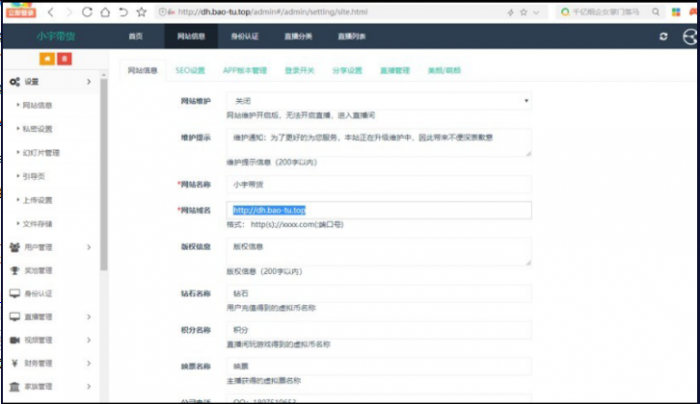 http://dh.bao-tu.top/admin#/admin/setting/site.html
小宇带货
首页
网站信息
身份认证
直播分类
直播列表
网站信息
SEO设置
APP版本管理
登录开关
分享设置
直播管理
美颜/萌颜
设置
网站信息
私密设置
幻灯片管理
引导页
上传设置
文件存储
用户管理
奖池管理
身份认证
直播管理
视频管理
财务管理
家族管理
网站维护
关闭
网站维护开启后，无法开启直播，进入直播间
维护提示
维护通知：为了更好的为您服务，本站正在升级维护中，因此带来不便深表歉意
维护提示信息（200字以内）
*网站名称
小宇带货
*网站域名
http://dh.bao-tu.top
格式： http(s)://xxxx.com(:端口号)
版权信息
版权信息
版权信息（200字以内）
钻石名称
钻石
用户充值得到的虚拟币名称
积分名称
积分
直播间玩游戏得到的虚拟币名称
映票名称
映票
主播获得的虚拟票名称
公司电话